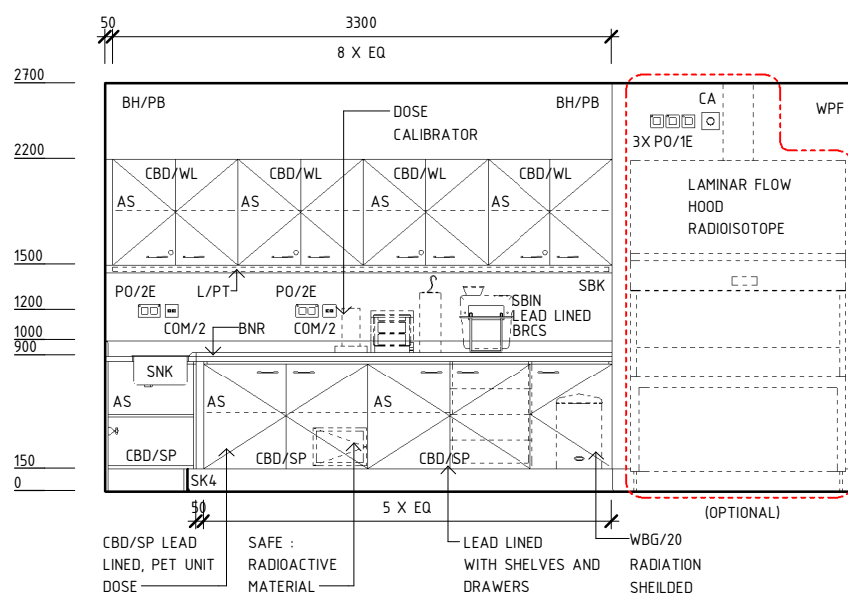 50
3300
8 X EQ
2700
BH/PB
BH/PB
CA
WPF
DOSE
CALIBRATOR
3X PO/1E
2200
CBD/WL
CBD/WL
CBD/WL
CBD/WL
AS
AS
AS
AS
LAMINAR FLOW
HOOD
RADIOISOTOPE
1500
PO/2E
L/PT
PO/2E
SBK
SBIN
LEAD LINED
BRCS
1200
COM/2
BNR
COM/2
1000
900
SNK
AS
AS
AS
CBD/SP
CBD/SP
CBD/SP
150
0
SK4
50
5 X EQ
(OPTIONAL)
CBD/SP LEAD
LINED, PET UNIT
DOSE
SAFE :
RADIOACTIVE
MATERIAL
LEAD LINED
WITH SHELVES AND
DRAWERS
WBG/20
RADIATION
SHEILDED